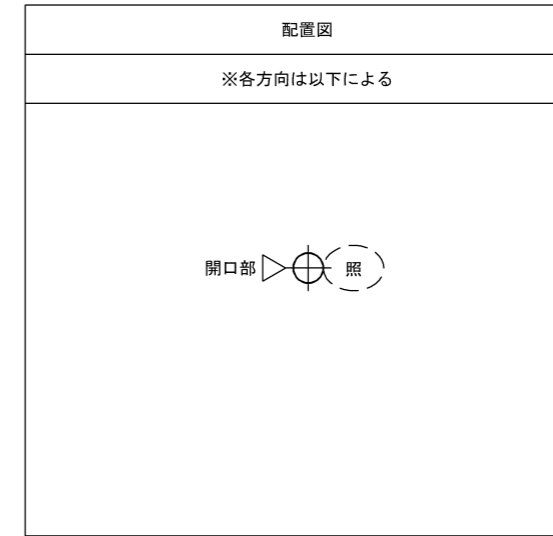 配置図
※各方向は以下による
開口部 照